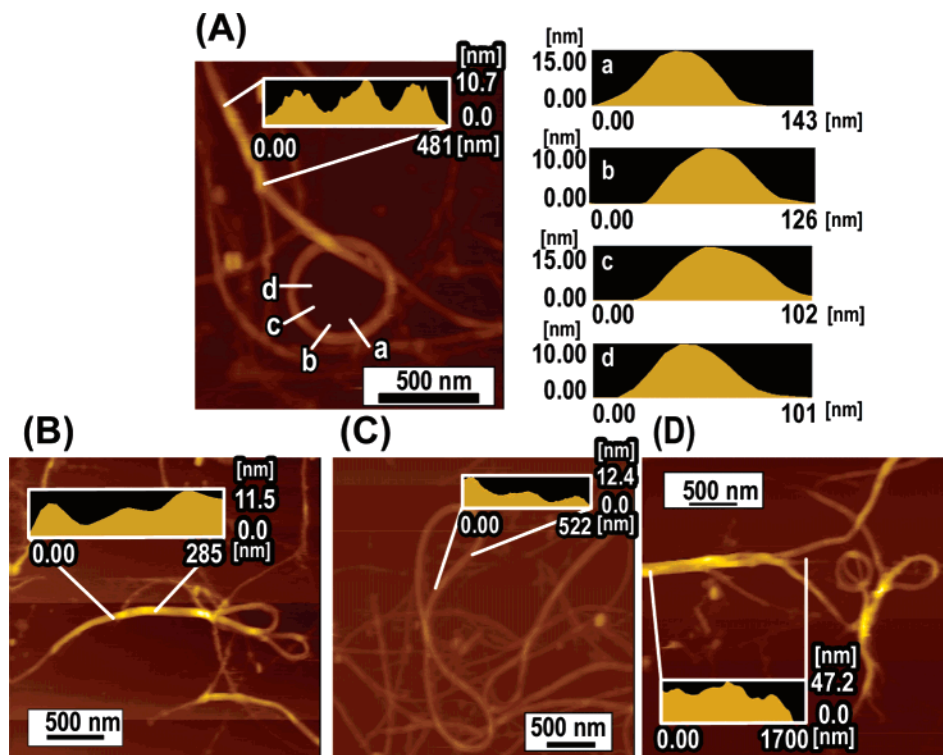 (A)
[nm]
10.7
0.0
0.00
481 [nm]
d
c
b
a
500 nm
[nm]
15.00
a
0.00
0.00
143 [nm]
[nm]
10.00
b
0.00
0.00
126 [nm]
[nm]
15.00
c
0.00
0.00
102 [nm]
[nm]
10.00
d
0.00
0.00
101 [nm]
(B)
[nm]
11.5
0.0
0.00
285 [nm]
500 nm
(C)
[nm]
12.4
0.0
0.00
522 [nm]
500 nm
(D)
500 nm
[nm]
47.2
0.0
0.00
1700 [nm]